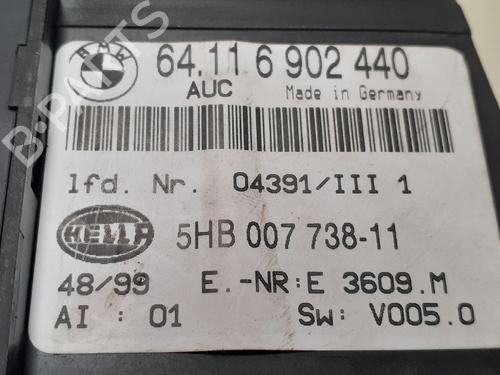 BMW
64.11 6 902 440
AUC Made in Germany
lfd. Nr. 04391/III 1
HELLA 5HB 007 738-11
48/99 E.-NR:E 3609.M
AI : 01 Sw: V005.0
B-PARTS